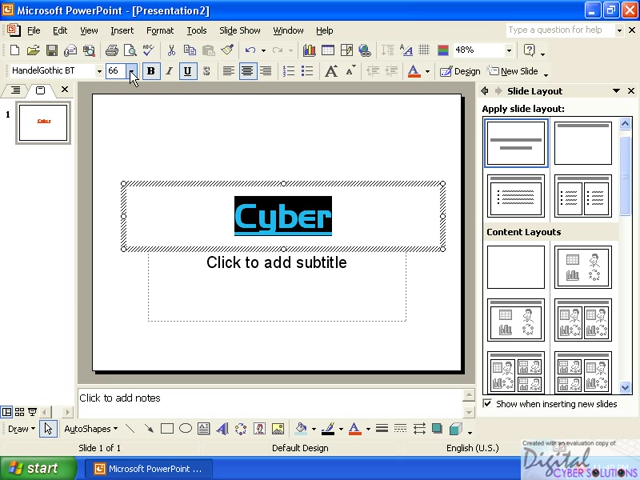 Microsoft PowerPoint - [Presentation2]
File Edit View Insert Format Tools Slide Show Window Help
Type a question for help
48%
HandelGothic BT
66
B I U S
A A
A
Design
New Slide
Slide Layout
Apply slide layout:
1
Cyber
Cyber
Click to add subtitle
Content Layouts
Click to add notes
Show when inserting new slides
Draw
AutoShapes
Slide 1 of 1
Default Design
English (U.S.)
Created with an evaluation copy of
Digital
CYBER SOLUTIONS
start
Microsoft PowerPoint ...